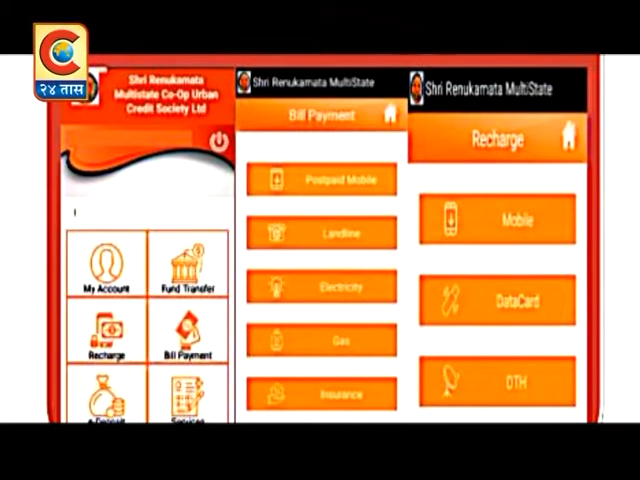 C
२४ तास
Shri Renukamata
Multistate Co-Op Urban
Credit Society Ltd
My Account
Fund Transfer
Recharge
Bill Payment
e-Deposit
Services
Shri Renukamata MultiState
Bill Payment
Postpaid Mobile
Landline
Electricity
Gas
Insurance
Shri Renukamata MultiState
Recharge
Mobile
DataCard
DTH